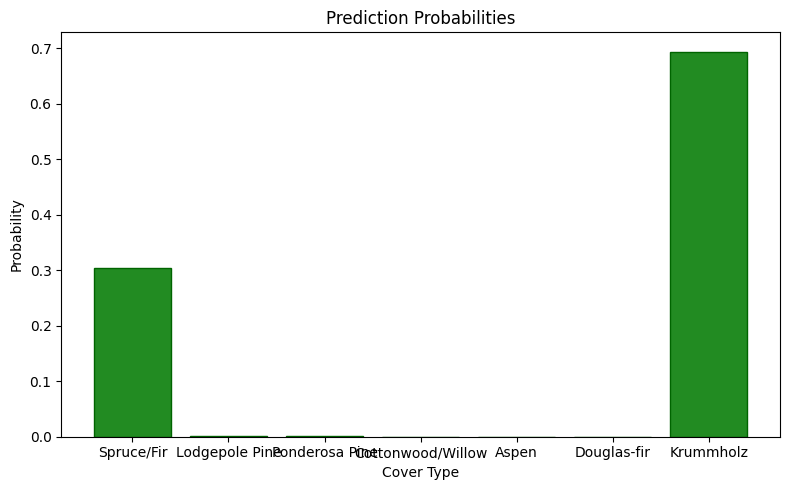 Prediction Probabilities
0.7
0.6
0.5
0.4
0.3
0.2
0.1
0.0
Probability
Spruce/Fir Lodgepole Pine Ponderosa Pine Cottonwood/Willow Aspen Douglas-fir Krummholz
Cover Type